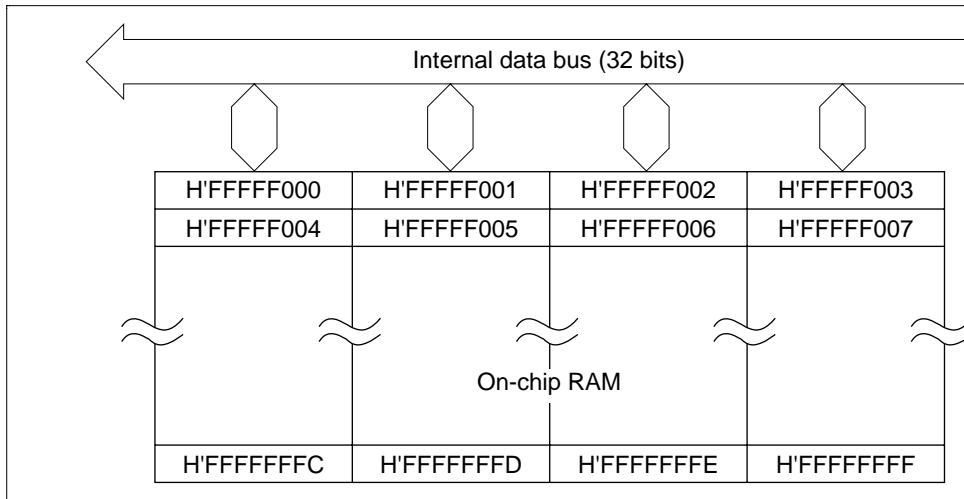 Internal data bus (32 bits)
H'FFFFF000 H'FFFFF001 H'FFFFF002 H'FFFFF003
H'FFFFF004 H'FFFFF005 H'FFFFF006 H'FFFFF007
On-chip RAM
H'FFFFFFFC H'FFFFFFFD H'FFFFFFFE H'FFFFFFFF